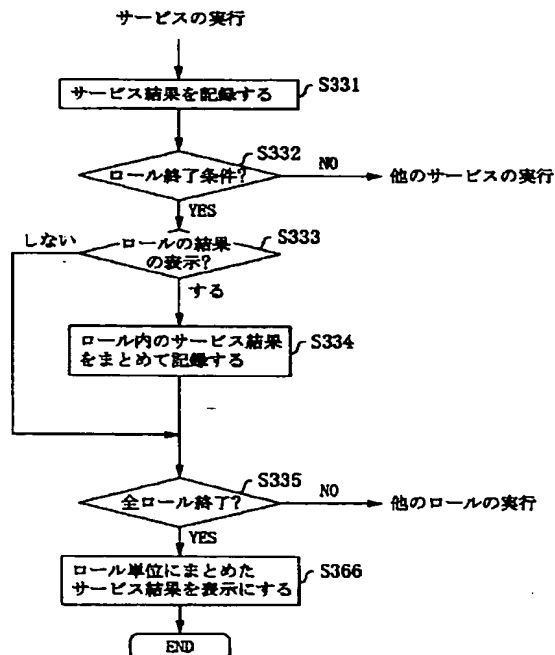 サービスの実行
サービス結果を記録する
S331
ロール終了条件?
S332
NO
他のサービスの実行
YES
しない
ロールの結果
の表示?
S333
する
ロール内のサービス結果
をまとめて記録する
S334
全ロール終了?
S335
NO
他のロールの実行
YES
ロール単位にまとめた
サービス結果を表示にする
S366
END